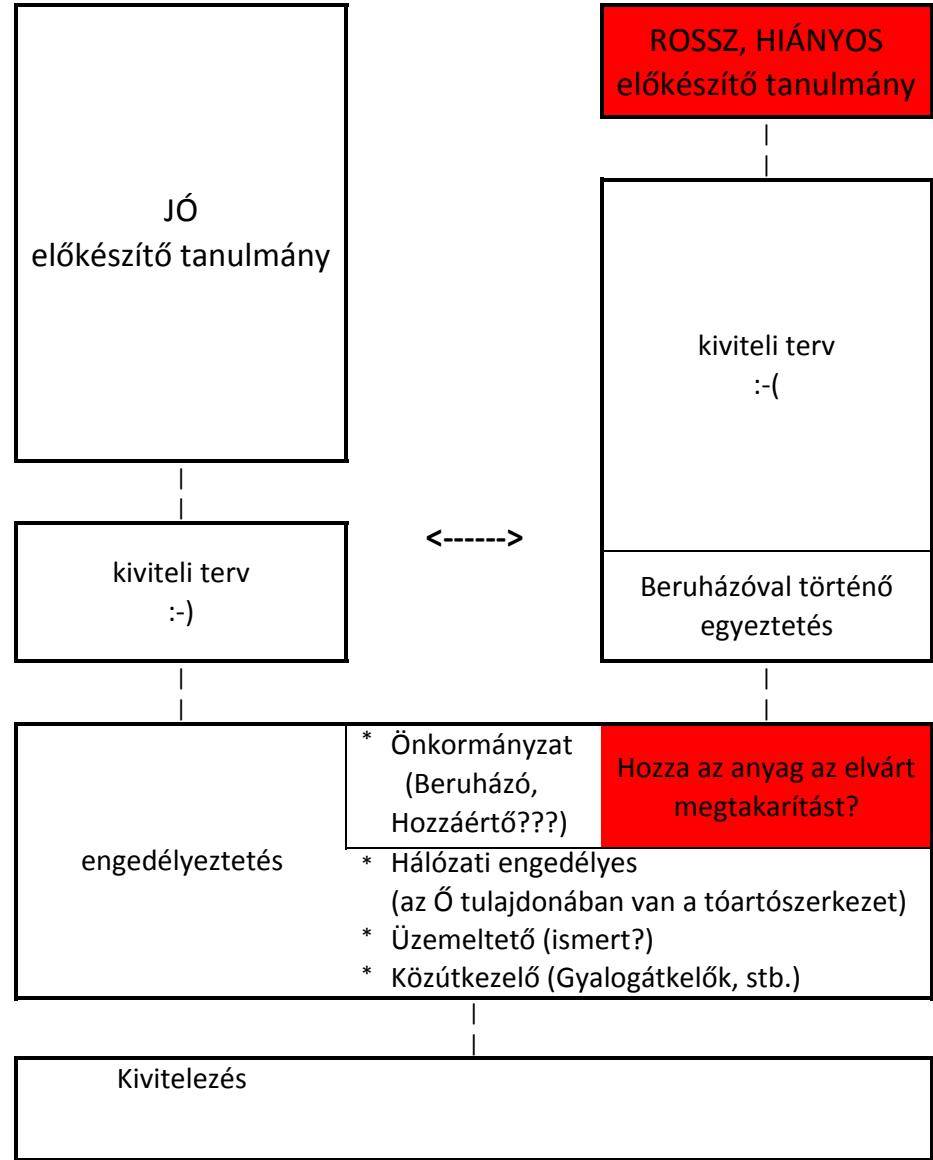 JÓ
előkészítő tanulmány
|
|
kiviteli terv
:-)
|
|
<------>
ROSSZ, HIÁNYOS
előkészítő tanulmány
|
|
kiviteli terv
:-(
Beruházóval történő
egyeztetés
|
|
engedélyeztetés
* Önkormányzat
(Beruházó,
Hozzáértő???)
Hozza az anyag az elvárt
megtakarítást?
* Hálózati engedélyes
(az Ő tulajdonában van a tóartószerkezet)
* Üzemeltető (ismert?)
* Közútkezelő (Gyalogátkelők, stb.)
|
|
Kivitelezés